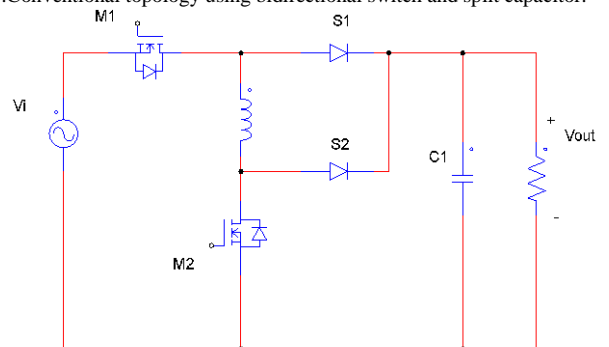 .Conventional topology using bidirectional switch and split capacitor.
M1
S1
Vi
S2
C1
+
Vout
-
M2